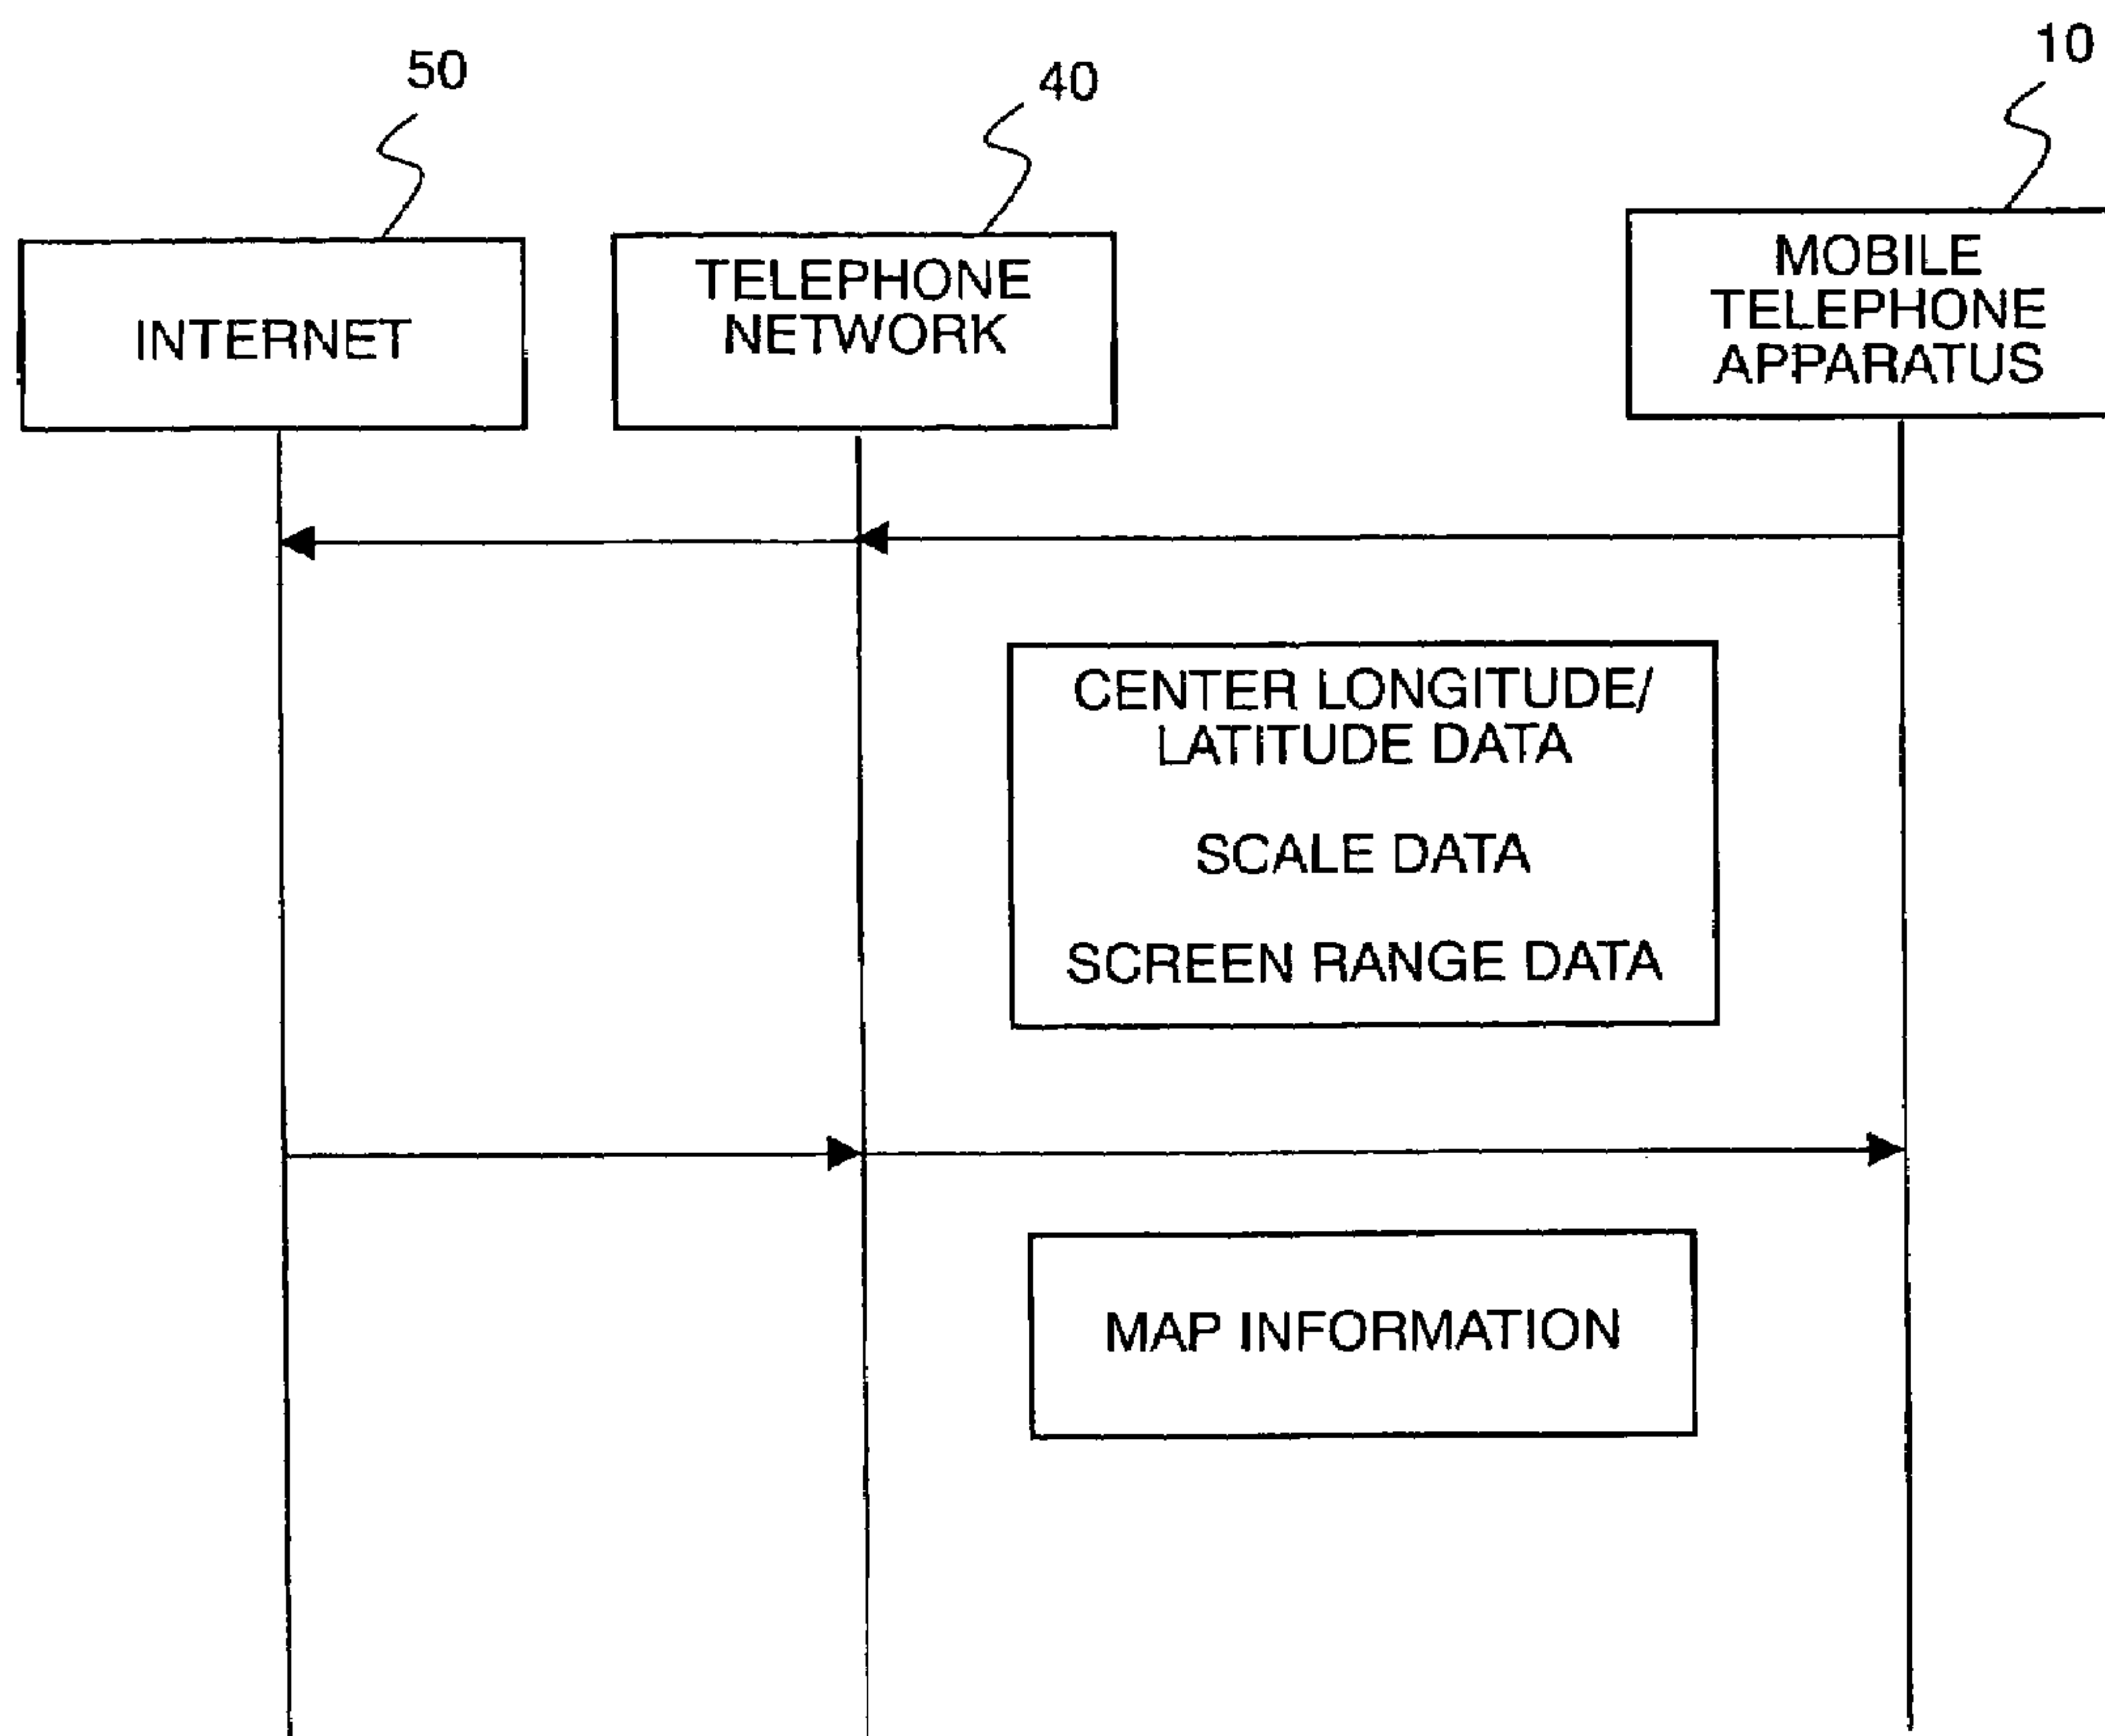 50
40
10
INTERNET
TELEPHONE
NETWORK
MOBILE
TELEPHONE
APPARATUS
CENTER LONGITUDE/
LATITUDE DATA
SCALE DATA
SCREEN RANGE DATA
MAP INFORMATION